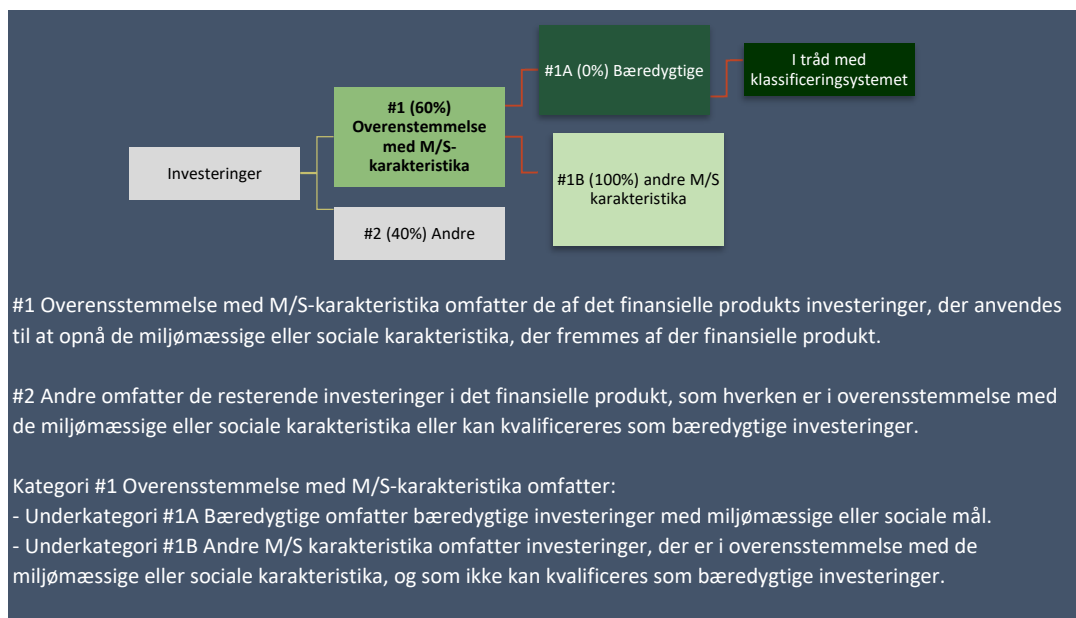 #1A (0%) Bæredygtige
I tråd med
klassificeringsystemet
#1 (60%)
Overenstemmelse
med M/S-
karakteristika
Investeringer
#1B (100%) andre M/S
karakteristika
#2 (40%) Andre
#1 Overensstemmelse med M/S-karakteristika omfatter de af det finansielle produkts investeringer, der anvendes
til at opnå de miljømæssige eller sociale karakteristika, der fremmes af der finansielle produkt.
#2 Andre omfatter de resterende investeringer i det finansielle produkt, som hverken er i overensstemmelse med
de miljømæssige eller sociale karakteristika eller kan kvalificereres som bæredygtige investeringer.
Kategori #1 Overensstemmelse med M/S-karakteristika omfatter:
- Underkategori #1A Bæredygtige omfatter bæredygtige investeringer med miljømæssige eller sociale mål.
- Underkategori #1B Andre M/S karakteristika omfatter investeringer, der er i overensstemmelse med de
miljømæssige eller sociale karakteristika, og som ikke kan kvalificeres som bæredygtige investeringer.